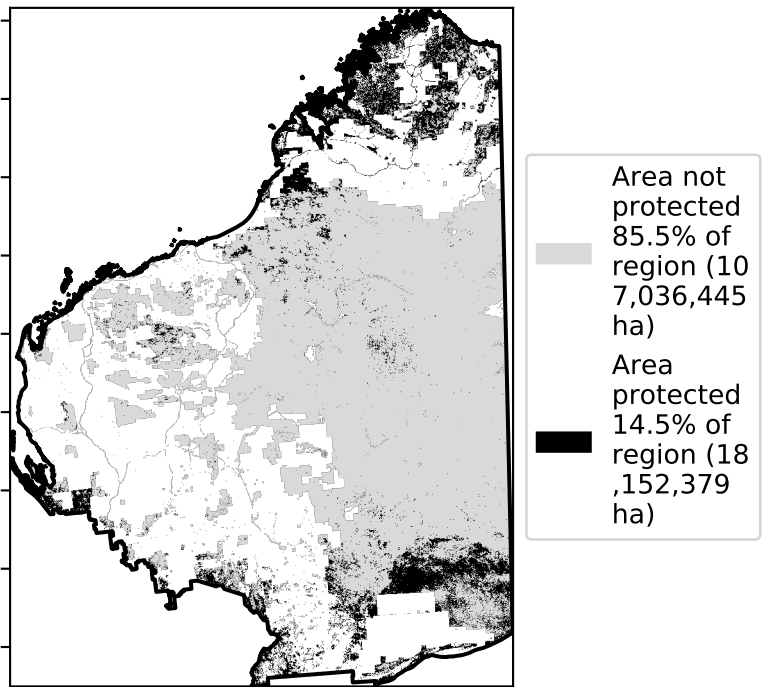 Area not
protected
85.5% of
region (10
7,036,445
ha)
Area
protected
14.5% of
region (18
,152,379
ha)